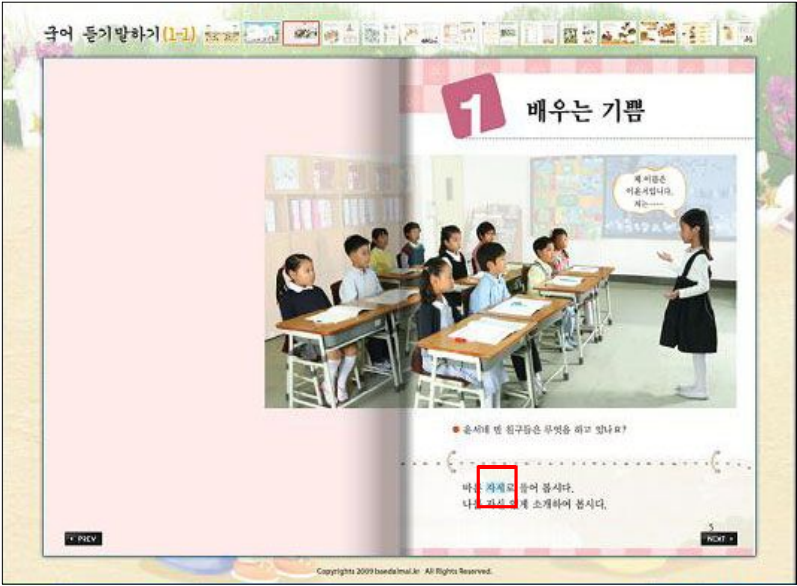 국어 듣기말하기(1-1)
1 배우는 기쁨
제 이름은
이윤서입니다.
저는……
윤서네 반 친구들은 무엇을 하고 있나요?
바른 자세로 들어 봅시다.
나를 자신 있게 소개하여 봅시다.
5
PREV
NEXT
Copyrights 2009 baedalmal.kr All Rights Reserved.